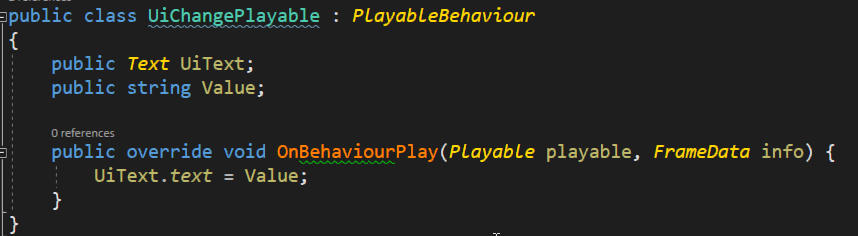 public class UiChangePlayable : PlayableBehaviour
{
public Text UiText;
public string Value;
0 references
public override void OnBehaviourPlay(Playable playable, FrameData info) {
UiText.text = Value;
}
}